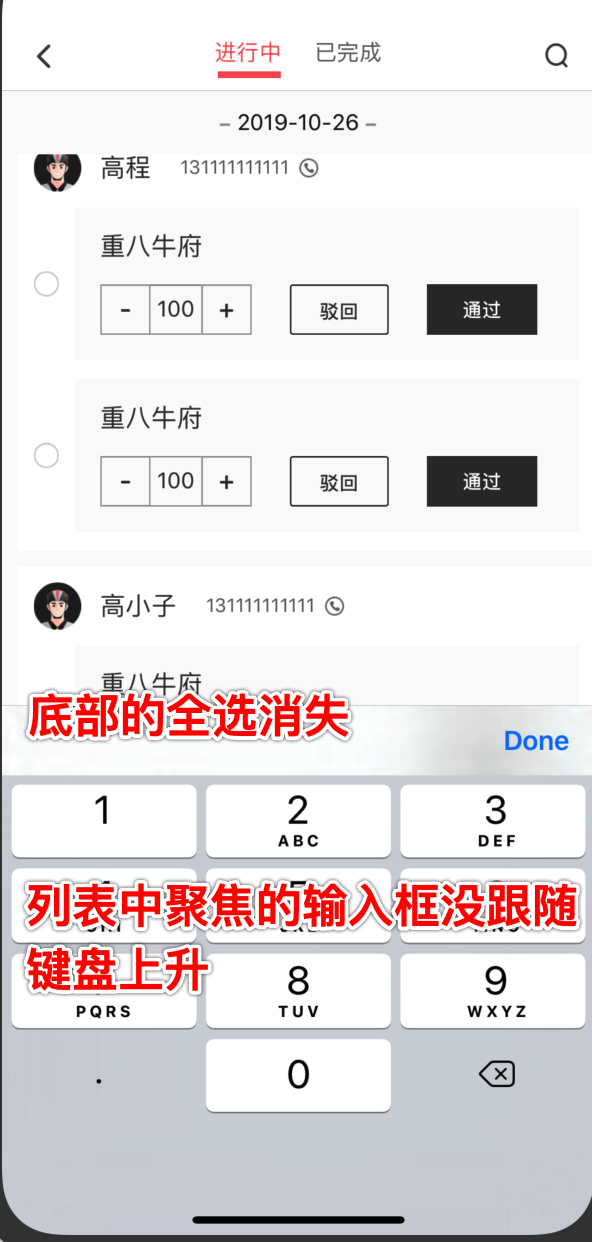 进行中 已完成
– 2019-10-26 –
高程 131111111111
重八牛府
- 100 + 驳回 通过
重八牛府
- 100 + 驳回 通过
高小子 131111111111
重八牛府
底部的全选消失
Done
1 2 3
ABC DEF
列表中聚焦的输入框没跟随
键盘上升
8 9
PQRS TUV WXYZ
. 0